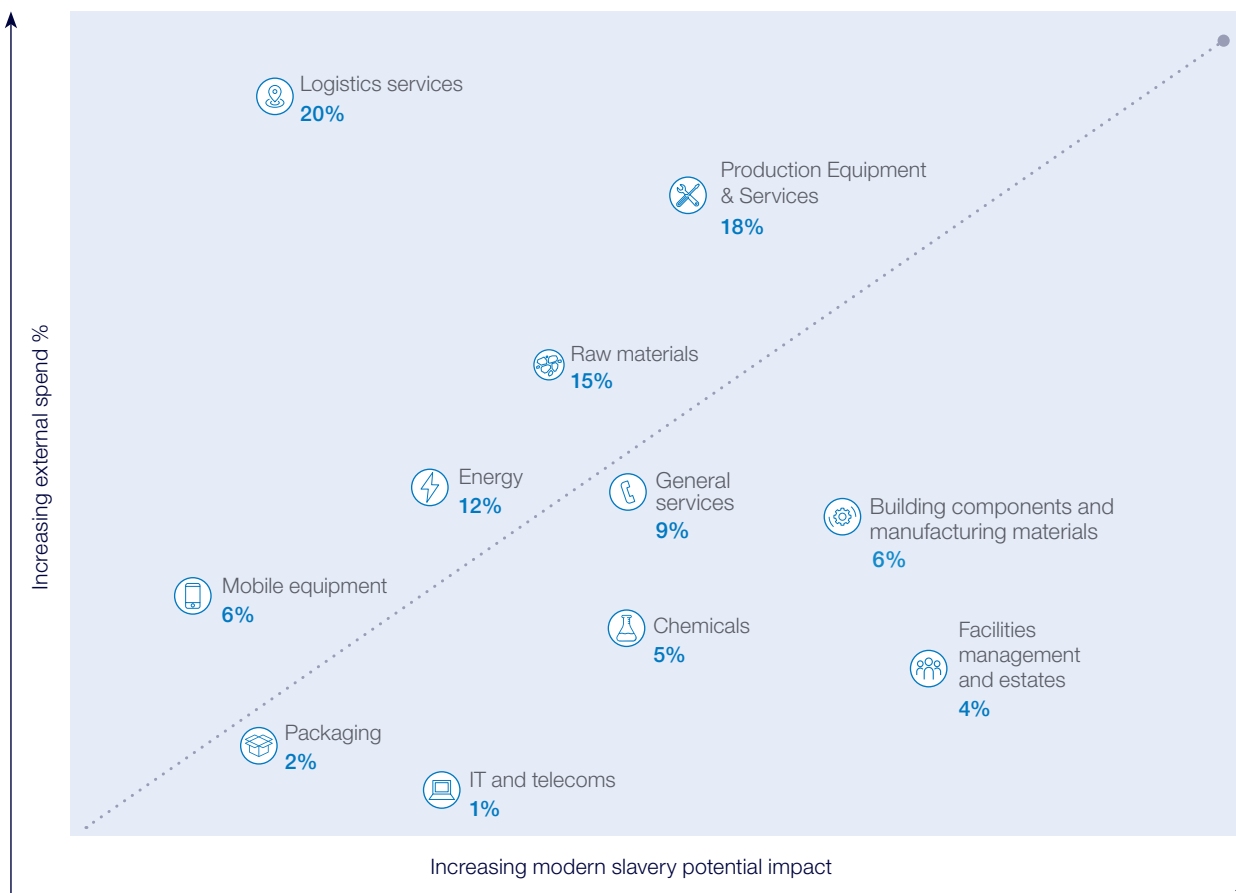 Logistics services
20%
Production Equipment
& Services
18%
Raw materials
15%
Energy
12%
General
services
9%
Building components and
manufacturing materials
6%
Mobile equipment
6%
Chemicals
5%
Facilities
management
and estates
4%
Packaging
2%
IT and telecoms
1%
Increasing external spend %
Increasing modern slavery potential impact